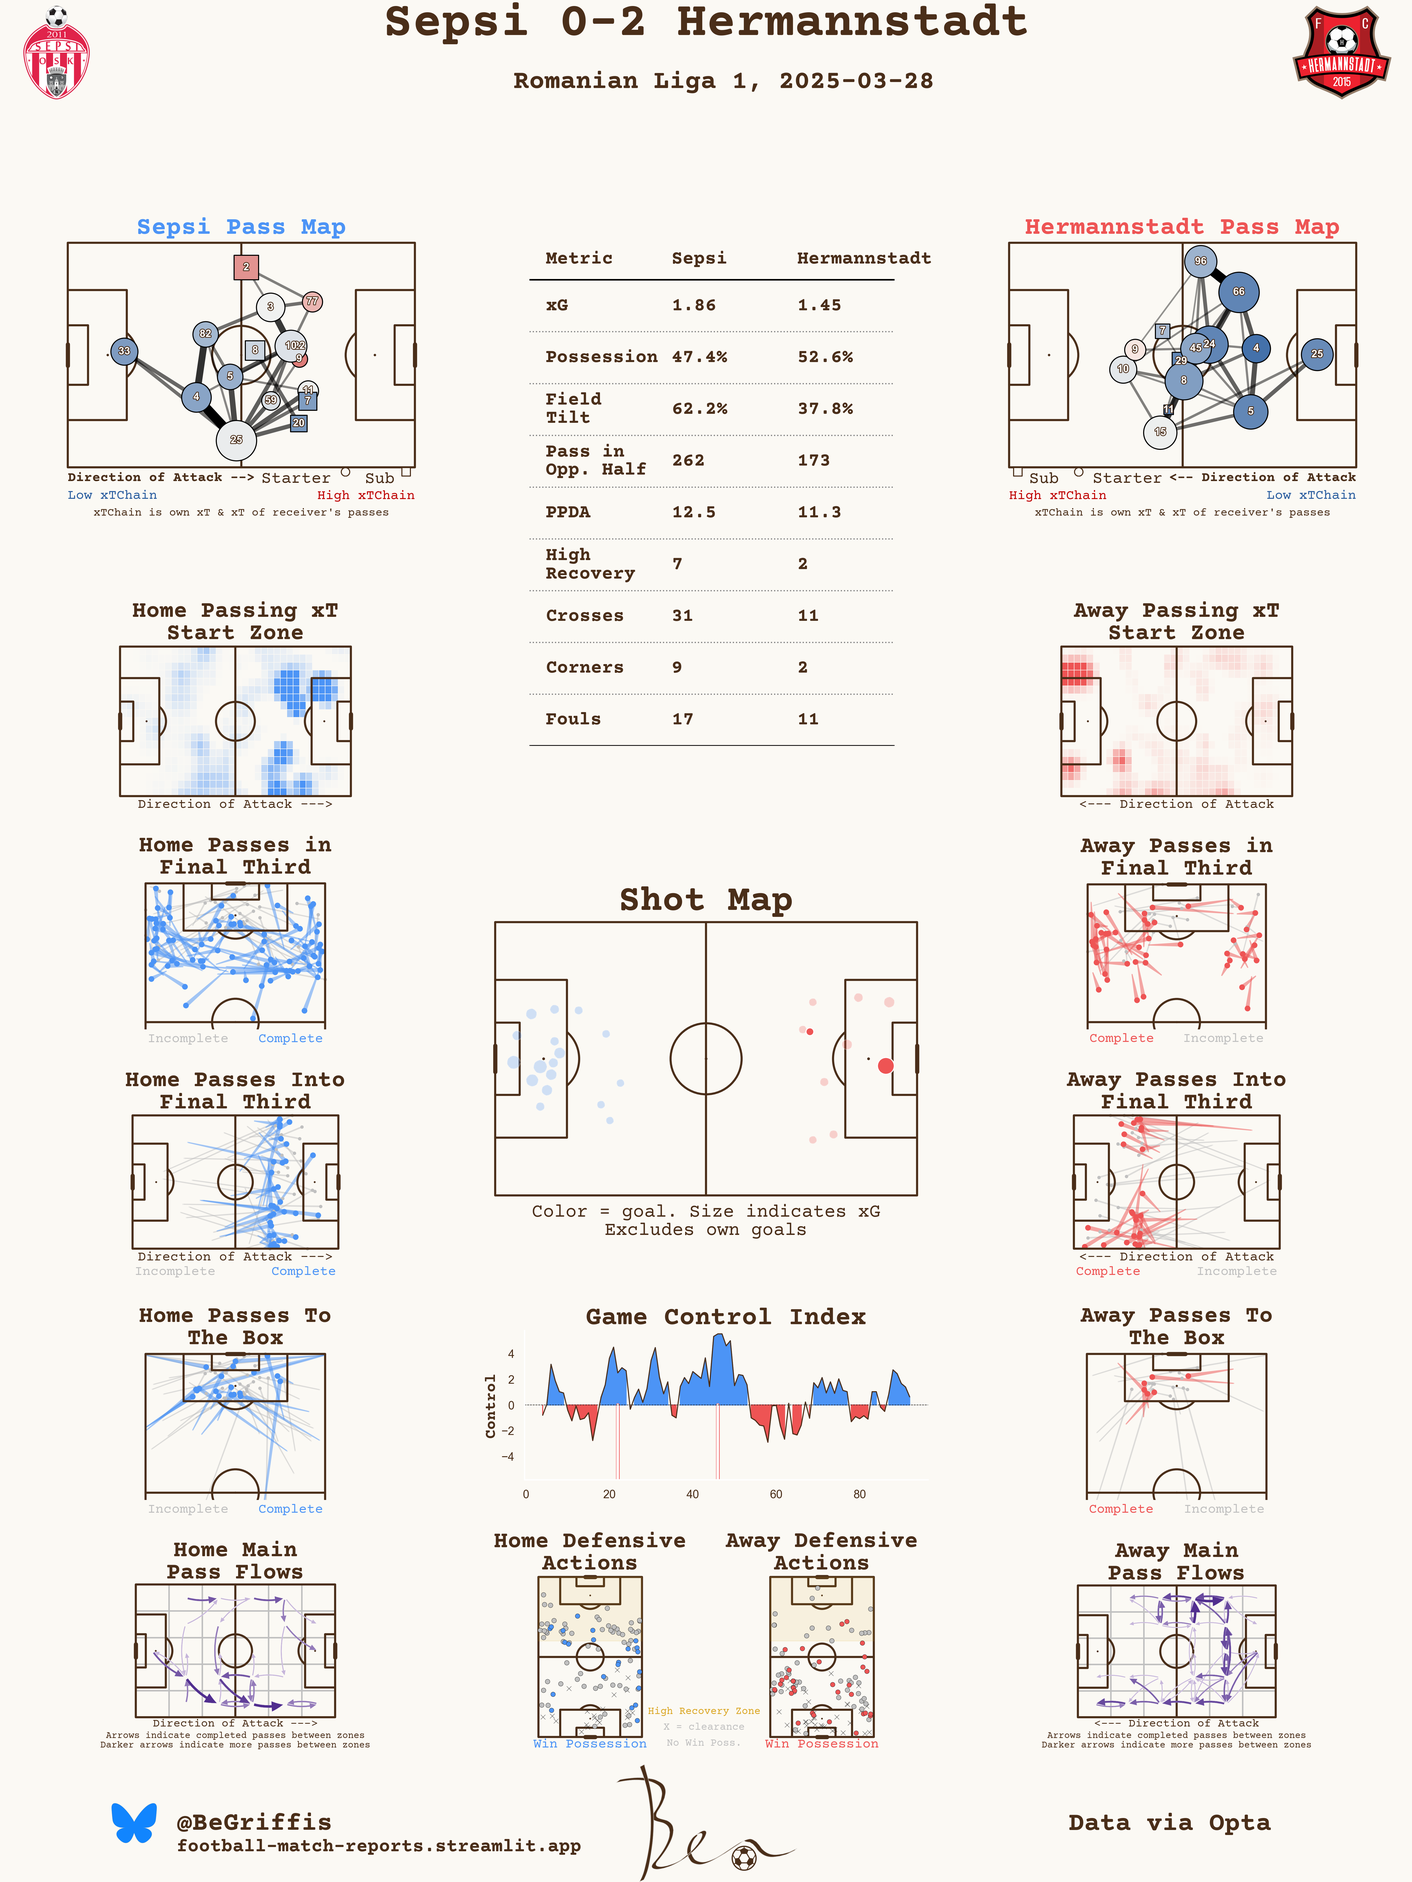 Sepsi 0-2 Hermannstadt
Romanian Liga 1, 2025-03-28
2011
SEPSI
OSK
F C
HERMANNSTADT
2015
Sepsi Pass Map
2
3
77
82
8
10
9
33
5
4
59
11
7
20
25
Direction of Attack --> Starter Sub
Low xTChain High xTChain
xTChain is own xT & xT of receiver's passes
Metric Sepsi Hermannstadt
xG 1.86 1.45
Possession 47.4% 52.6%
Field
Tilt 62.2% 37.8%
Pass in
Opp. Half 262 173
PPDA 12.5 11.3
High
Recovery 7 2
Crosses 31 11
Corners 9 2
Fouls 17 11
Hermannstadt Pass Map
96
66
7
9
45
24
4
25
29
10
8
11
5
15
Sub Starter <-- Direction of Attack
High xTChain Low xTChain
xTChain is own xT & xT of receiver's passes
Home Passing xT
Start Zone
Direction of Attack --->
Away Passing xT
Start Zone
<--- Direction of Attack
Home Passes in
Final Third
Incomplete Complete
Away Passes in
Final Third
Complete Incomplete
Shot Map
Color = goal. Size indicates xG
Excludes own goals
Home Passes Into
Final Third
Direction of Attack --->
Incomplete Complete
Away Passes Into
Final Third
<--- Direction of Attack
Complete Incomplete
Home Passes To
The Box
Incomplete Complete
Game Control Index
Control
4
2
0
−2
−4
0 20 40 60 80
Away Passes To
The Box
Complete Incomplete
Home Main
Pass Flows
Direction of Attack --->
Arrows indicate completed passes between zones
Darker arrows indicate more passes between zones
Home Defensive
Actions
Win Possession
Away Defensive
Actions
Win Possession
High Recovery Zone
X = clearance
No Win Poss.
Away Main
Pass Flows
<--- Direction of Attack
Arrows indicate completed passes between zones
Darker arrows indicate more passes between zones
@BeGriffis
football-match-reports.streamlit.app
Ben
Data via Opta